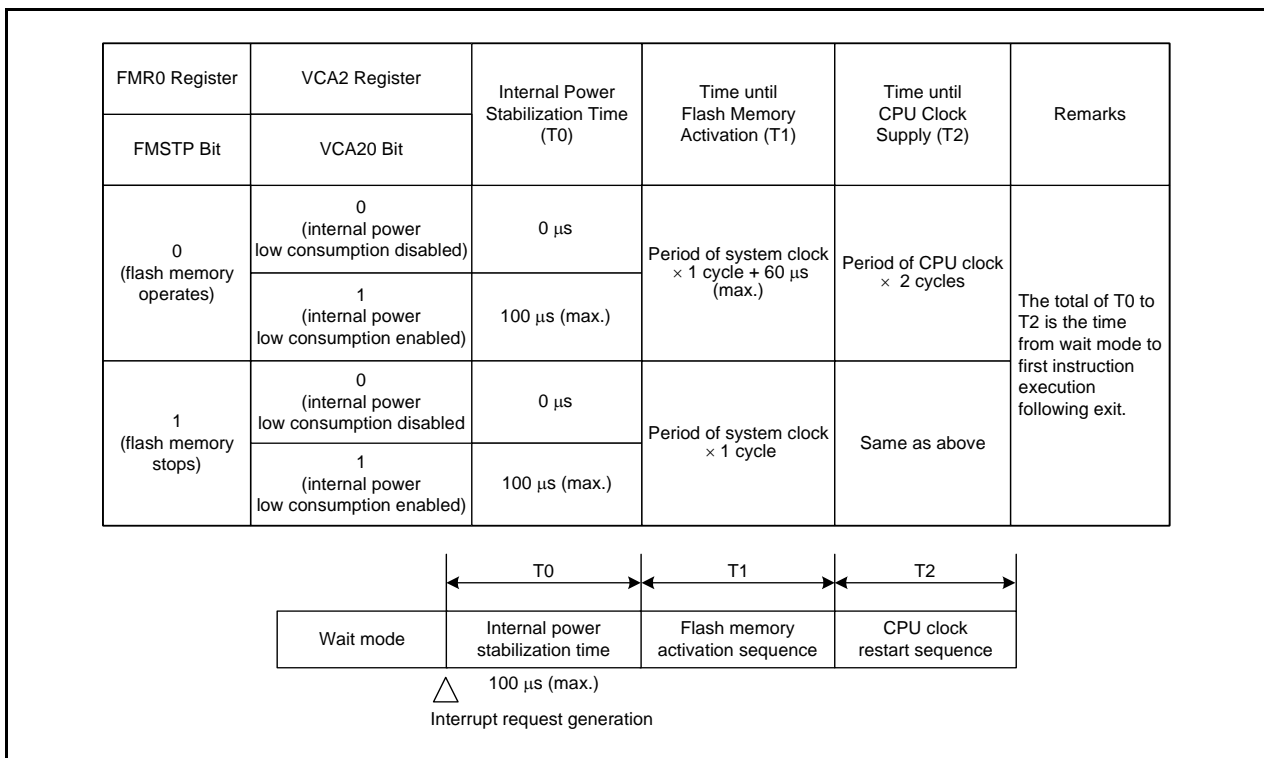 FMR0 Register
VCA2 Register
Internal Power
Stabilization Time
(T0)
Time until
Flash Memory
Activation (T1)
Time until
CPU Clock
Supply (T2)
Remarks
FMSTP Bit
VCA20 Bit
0
(flash memory
operates)
0
(internal power
low consumption disabled)
0 μs
Period of system clock
× 1 cycle + 60 μs
(max.)
Period of CPU clock
× 2 cycles
The total of T0 to
T2 is the time
from wait mode to
first instruction
execution
following exit.
1
(internal power
low consumption enabled)
100 μs (max.)
1
(flash memory
stops)
0
(internal power
low consumption disabled
0 μs
Period of system clock
× 1 cycle
Same as above
1
(internal power
low consumption enabled)
100 μs (max.)
T0
T1
T2
Wait mode
Internal power
stabilization time
Flash memory
activation sequence
CPU clock
restart sequence
100 μs (max.)
Interrupt request generation